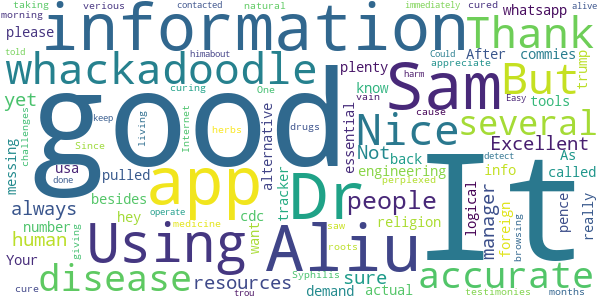 taking verious contacted natural immediately cured
morning please After commies whatsapp alive
told information Thank
whackadoodle plenty appreciate
yet curing One know But trump
good Sam several tools
challenges Since herbs drugs Could vain harm cause Easy
messing internet himabout Nice Not back Excellent
keep living alternative essential engineering As info detect
usa done pulled app Dr tracker people called
always besides cdc religion perplexed
number hey want manager logical foreign browsing pence really
human Using Aliu It
Your operate medicine saw roots
disease resources sure accurate
cure giving Syphilis trou demand actual testimonies months